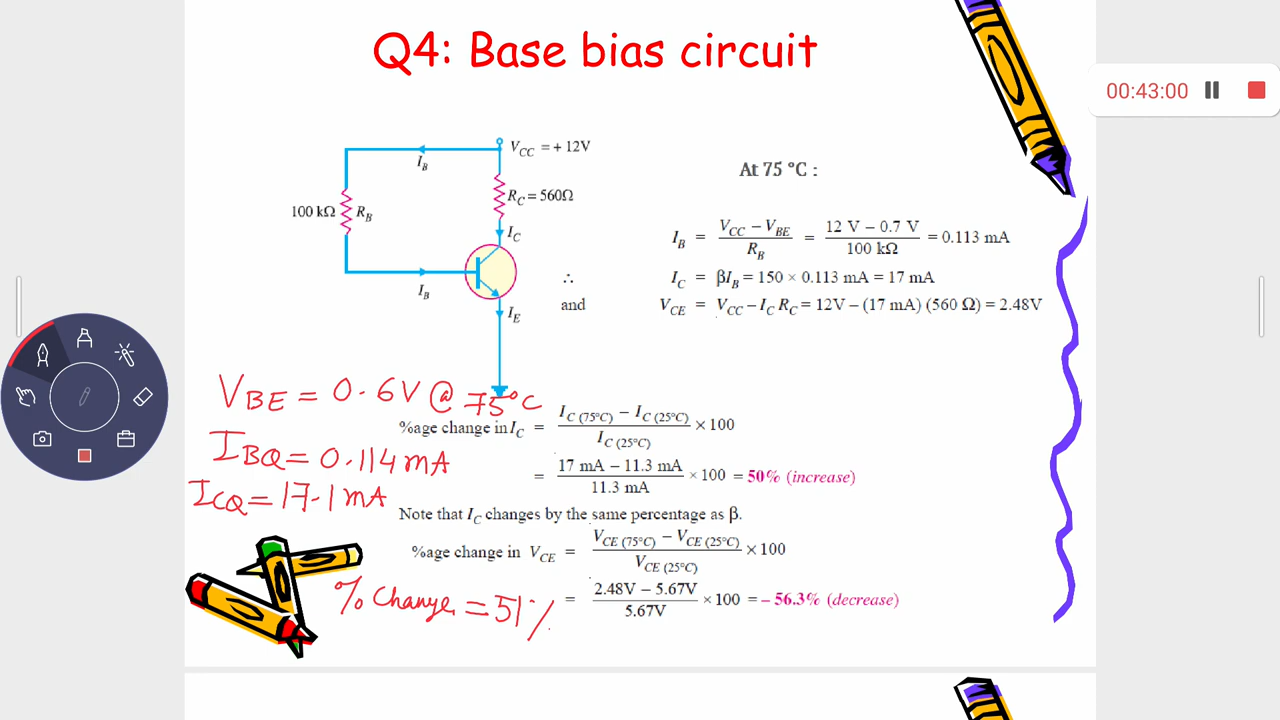 Q4: Base bias circuit
00:43:00
V_CC = + 12V
I_B
R_C = 560Ω
100 kΩ R_B
I_C
I_B
I_E
At 75 °C :
I_B = (V_CC − V_BE) / R_B = (12 V − 0.7 V) / 100 kΩ = 0.113 mA
∴ I_C = βI_B = 150 × 0.113 mA = 17 mA
and V_CE = V_CC − I_C R_C = 12V − (17 mA) (560 Ω) = 2.48V
V_BE = 0.6V @ 75°C
%age change in I_C = (I_C (75°C) − I_C (25°C)) / I_C (25°C) × 100
I_BQ = 0.114 mA
= (17 mA − 11.3 mA) / 11.3 mA × 100 = 50% (increase)
I_CQ = 17.1 mA
Note that I_C changes by the same percentage as β.
%age change in V_CE = (V_CE (75°C) − V_CE (25°C)) / V_CE (25°C) × 100
= (2.48V − 5.67V) / 5.67V × 100 = − 56.3% (decrease)
% Change = 51%